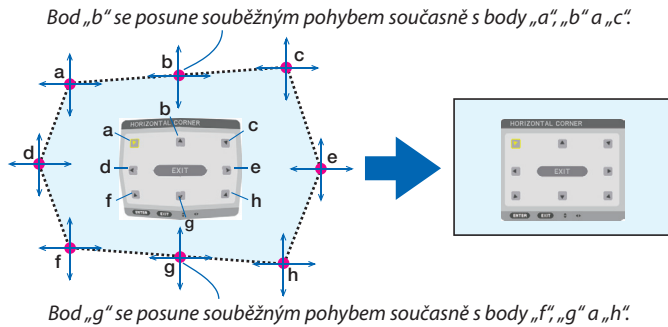 Bod „b“ se posune souběžným pohybem současně s body „a“, „b“ a „c“.
a
b
c
HORIZONTAL CORNER
b
a
c
d
EXIT
e
f
h
g
ENTER EXIT
d
e
f
g
h
HORIZONTAL CORNER
EXIT
ENTER EXIT
Bod „g“ se posune souběžným pohybem současně s body „f“, „g“ a „h“.